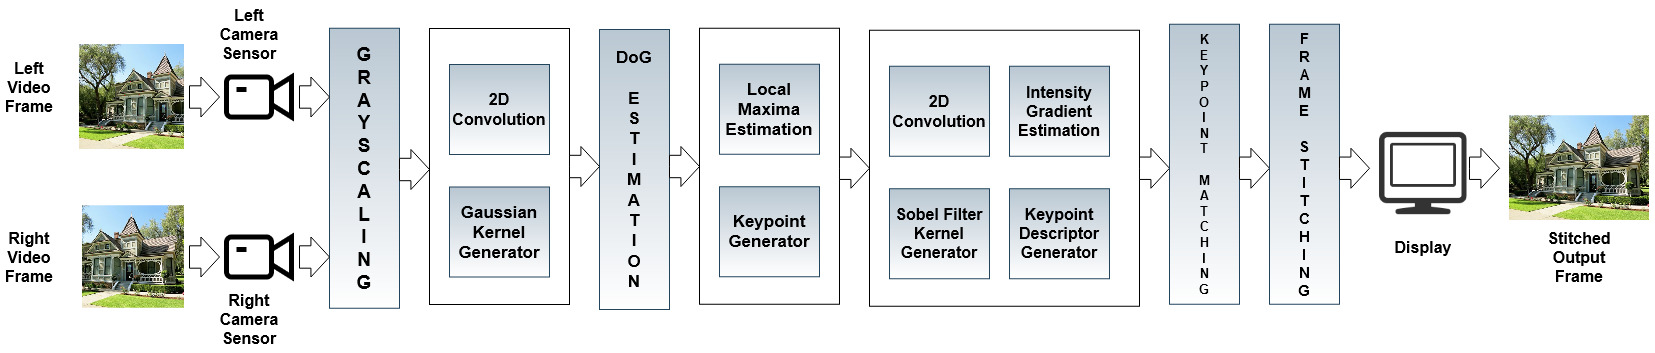 Left
Video
Frame
Left
Camera
Sensor
Right
Video
Frame
Right
Camera
Sensor
GRAYSCALING
2D
Convolution
Gaussian
Kernel
Generator
DoG
ESTIMATION
Local
Maxima
Estimation
Keypoint
Generator
2D
Convolution
Intensity
Gradient
Estimation
Sobel Filter
Kernel
Generator
Keypoint
Descriptor
Generator
KEYPOINT MATCHING
FRAME STITCHING
Display
Stitched
Output
Frame